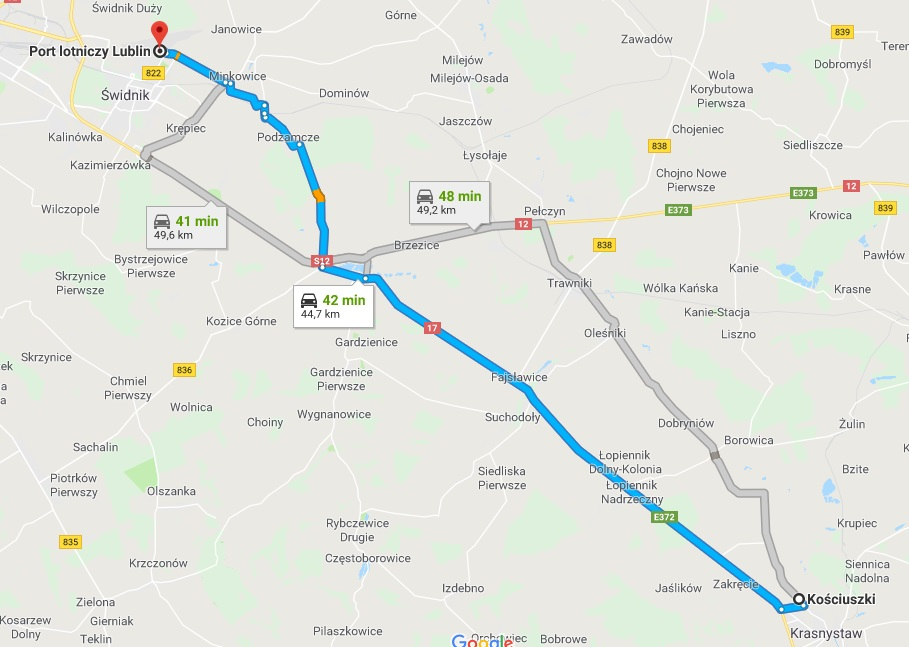 Świdnik Duży
Górne
839
Janowice
Zawadów
Port lotniczy Lublin
Milejów
Dobromyśl
822
Minkowice
Milejów-Osada
Wola
Korybutowa
Pierwsza
Świdnik
Dominów
Jaszczów
Chojeniec
Krępiec
Podzamcze
838
Siedliszcze
Kalinówka
Łysołaje
Kazimierzówka
Chojno Nowe
Pierwsze
E373
12
41 min
49,6 km
48 min
49,2 km
Wilczopole
Pełczyn
12
E373
839
Krowica
Brzezice
838
Pawłów
Bystrzejowice
Pierwsze
S12
Kanie
Skrzynice
Pierwsze
Trawniki
Wólka Kańska
Krasne
42 min
44,7 km
Kozice Górne
17
Kanie-Stacja
Oleśniki
Liszno
Gardzienice
Skrzynice
836
Gardzienice
Pierwsze
Fajsławice
Chmiel
Pierwszy
Wolnica
Wygnanowice
Suchodoły
Choiny
Dobryniów
Żulin
Borowica
Sachalin
Łopiennik
Dolny-Kolonia
Bzite
Siedliska
Pierwsze
Piotrków
Pierwszy
Olszanka
Łopiennik
Nadrzeczny
E372
Rybczewice
Drugie
Krupiec
835
Częstoborowice
Krzczonów
Siennica
Nadolna
Izdebno
Jaślików
Zakręcie
Kościuszki
Zielona
Gierniak
Kosarzew
Dolny
Teklin
Piłaszkowice
Google
Orchowiec
Bobrowe
Krasnystaw